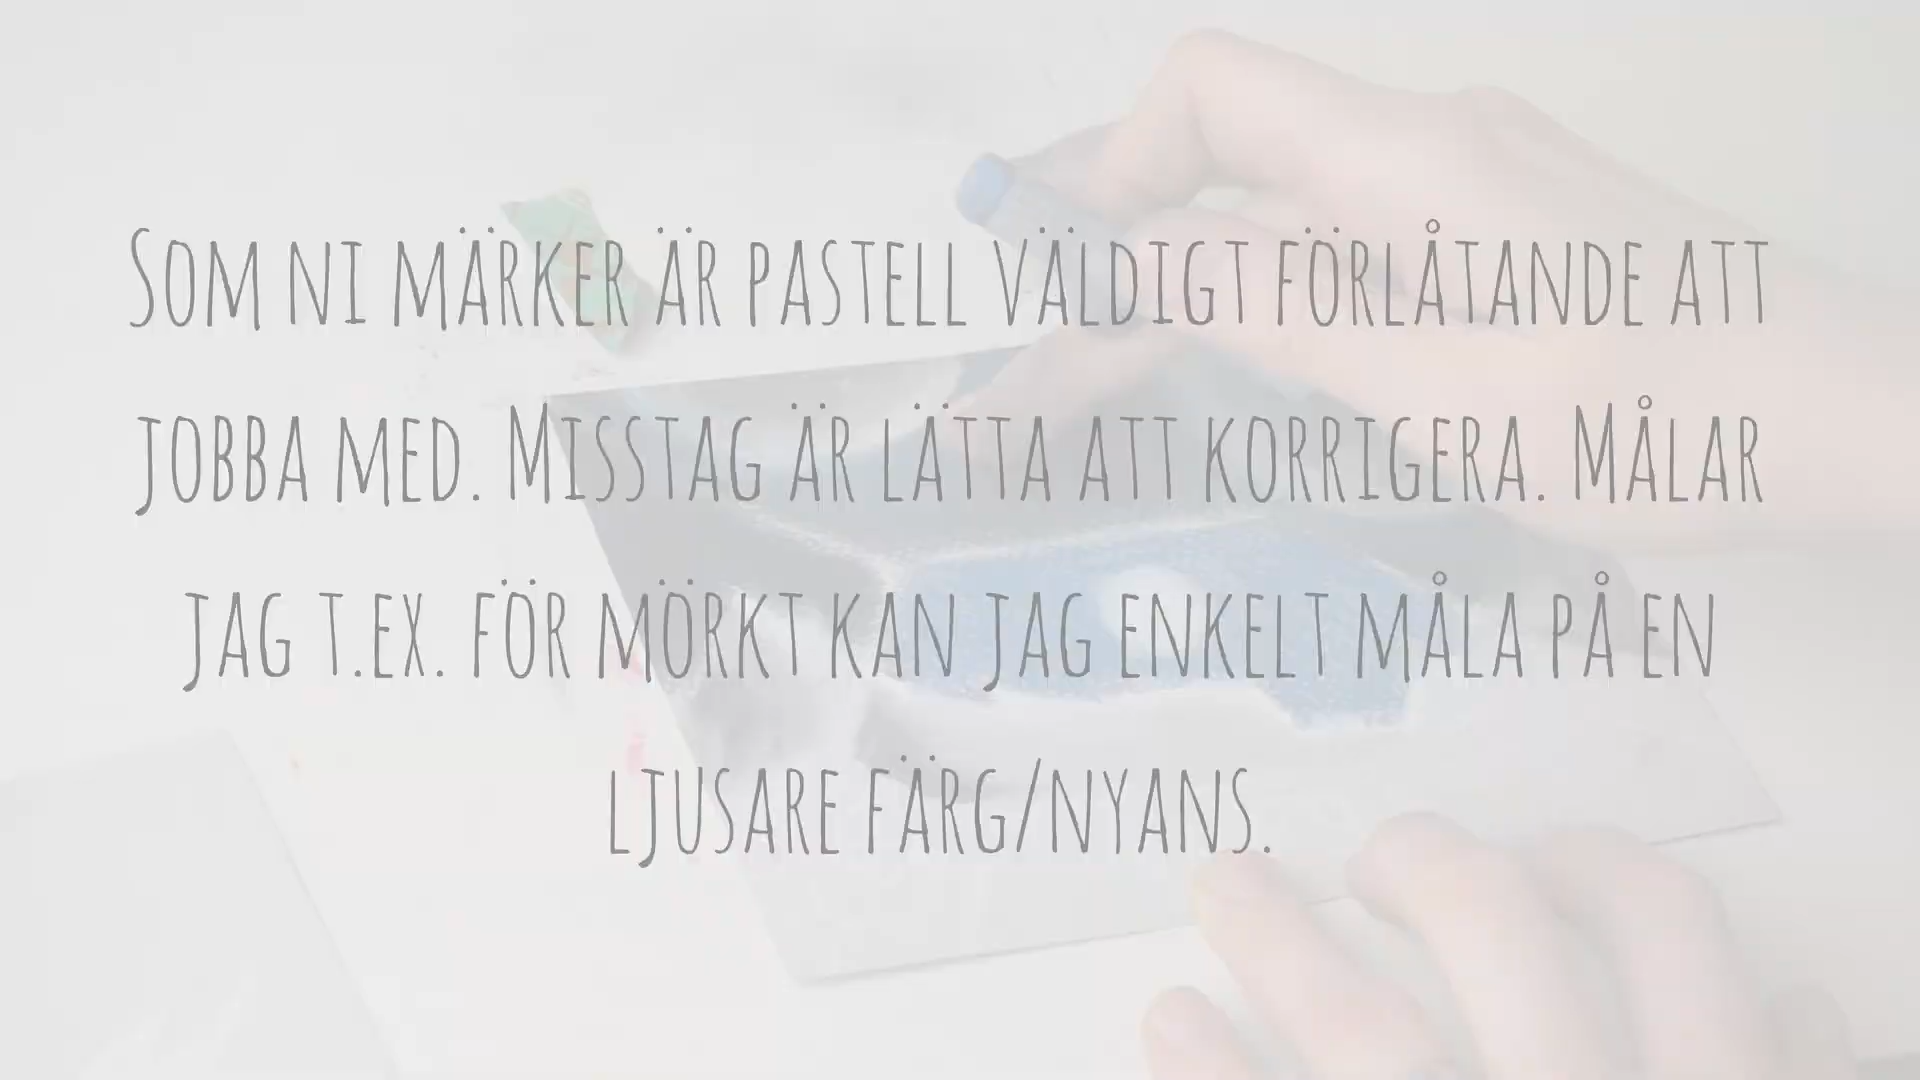 Som ni märker är pastell väldigt förlåtande att
jobba med. Misstag är lätta att korrigera. Målar
jag t.ex. för mörkt kan jag enkelt måla på en
ljusare färg/nyans.